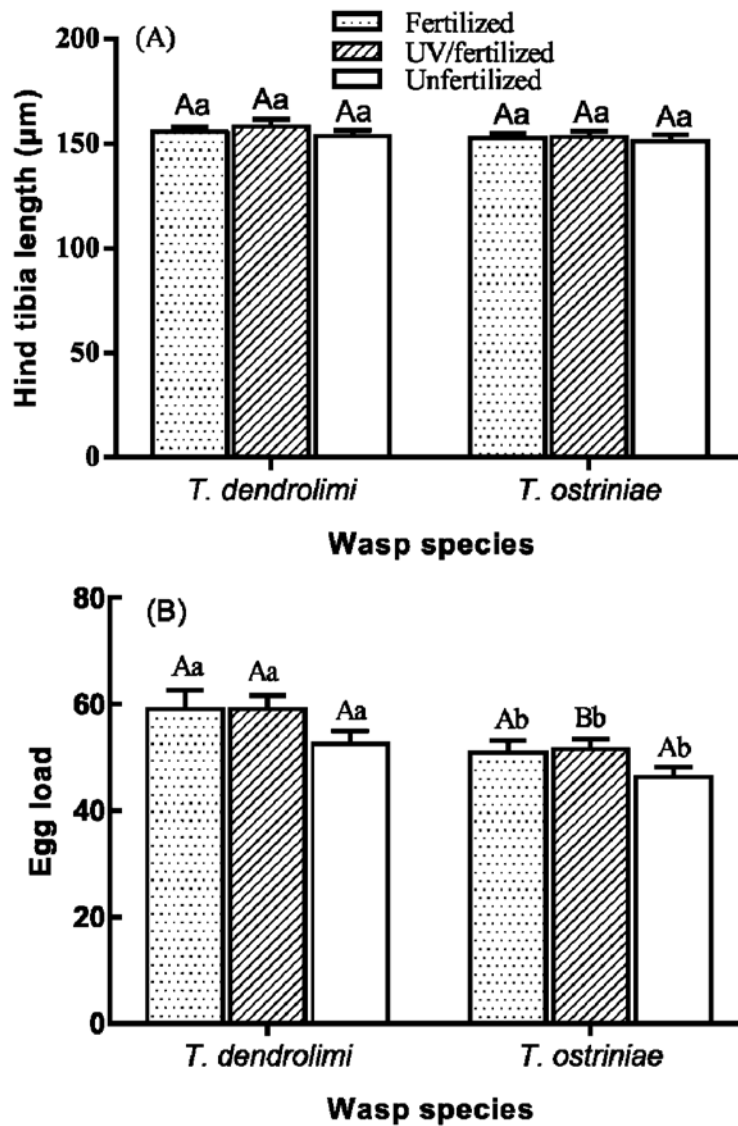 (A)
Fertilized
UV/fertilized
Unfertilized
200
150
100
50
0
Hind tibia length (μm)
Aa Aa Aa Aa Aa Aa
T. dendrolimi T. ostriniae
Wasp species
(B)
80
60
40
20
0
Egg load
Aa Aa Aa Ab Bb Ab
T. dendrolimi T. ostriniae
Wasp species